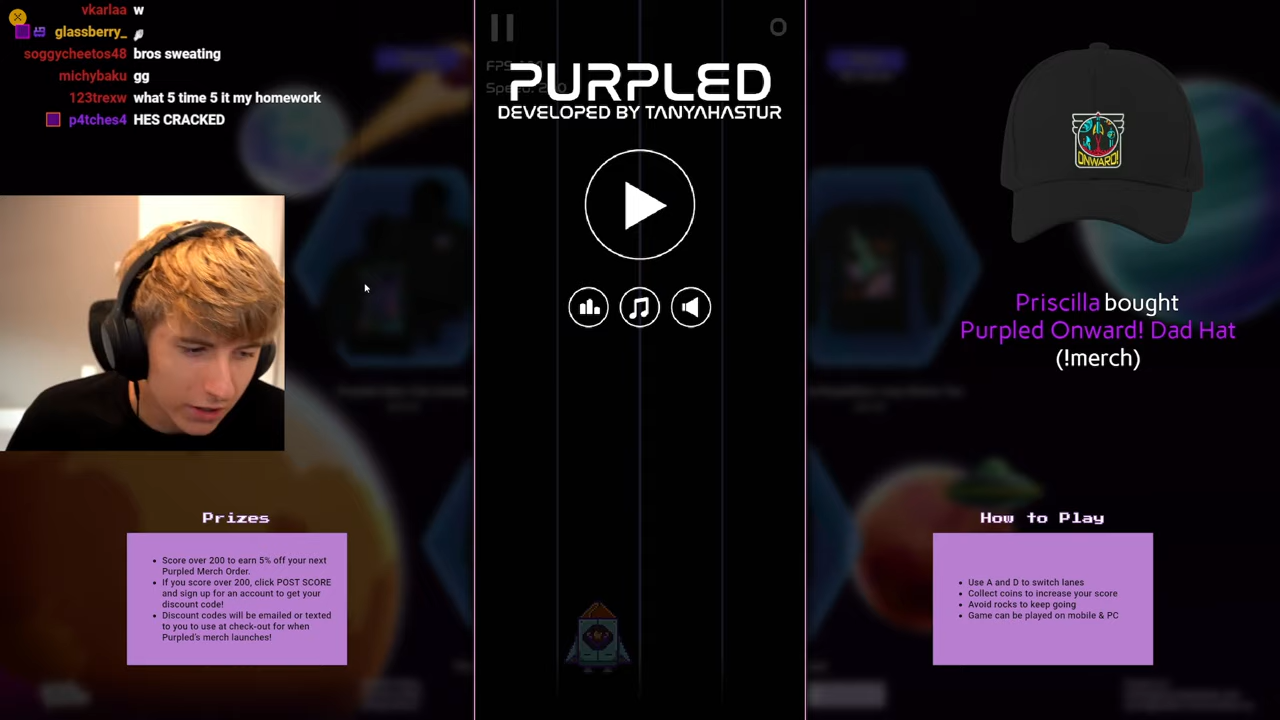 vkarlaa w
glassberry_
soggycheetos48 bros sweating
michybaku gg
123trexw what 5 time 5 it my homework
p4tches4 HES CRACKED
0
FPS:
Speed:
PURPLED
DEVELOPED BY TANYAHASTUR
ONWARD!
Priscilla bought
Purpled Onward! Dad Hat
(!merch)
Prizes
• Score over 200 to earn 5% off your next
Purpled Merch Order.
• If you score over 200, click POST SCORE
and sign up for an account to get your
discount code!
• Discount codes will be emailed or texted
to you to use at check-out for when
Purpled's merch launches!
How to Play
• Use A and D to switch lanes
• Collect coins to increase your score
• Avoid rocks to keep going
• Game can be played on mobile & PC